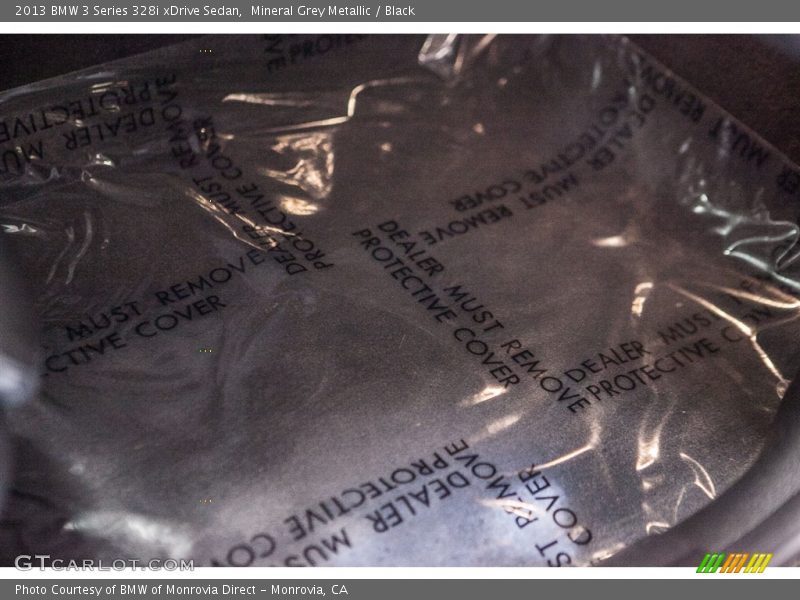 2013 BMW 3 Series 328i xDrive Sedan,  Mineral Grey Metallic / Black
PROTECTIVE
DEALER
MUST REMOVE
PROTECTIVE COVER
DEALER MUST REMOVE
PROTECTIVE COVER
DEALER MUST REMOVE
PROTECTIVE COVER
MUST REMOVE
COVER
DEALER MUST REMOVE
PROTECTIVE COVER
DEALER MUST
PROTECTIVE
DEALER
PROTECTIVE
COVER
GTCARLOT.COM
Photo Courtesy of BMW of Monrovia Direct – Monrovia, CA